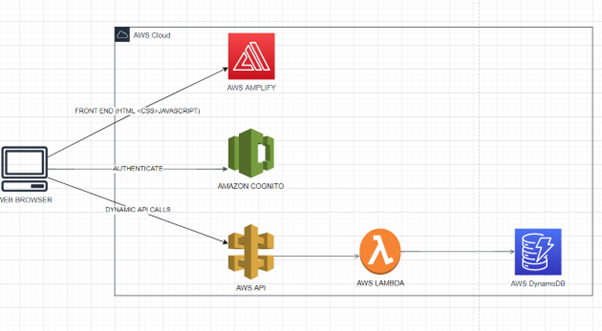 AWS Cloud
AWS AMPLIFY
FRONT END (HTML <CSS>JAVASCRIPT)
AUTHENTICATE
AMAZON COGNITO
WEB BROWSER
DYNAMIC API CALLS
AWS API
AWS LAMBDA
AWS DynamoDB